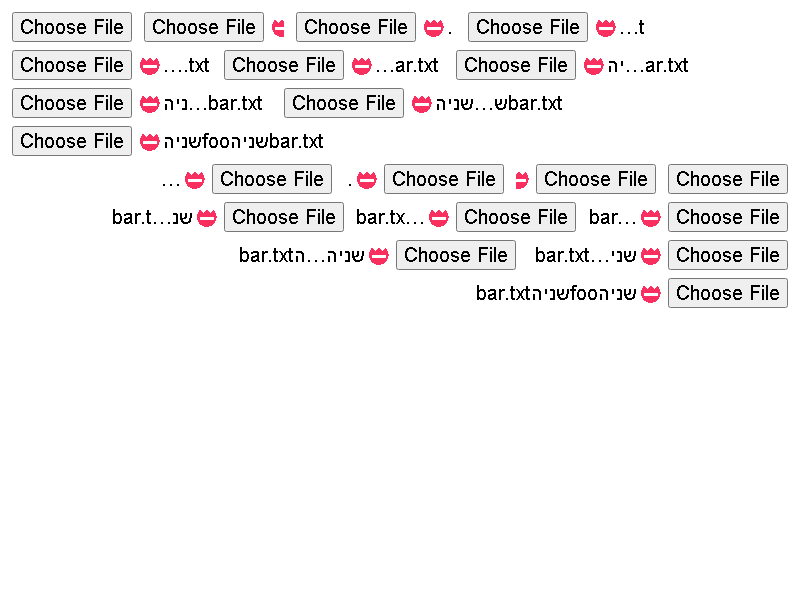 Choose File Choose File Choose File . Choose File …t
Choose File ….txt Choose File …ar.txt Choose File יה…ar.txt
Choose File ניה…bar.txt Choose File שניה…שbar.txt
Choose File שניהfooשניהbar.txt
… Choose File . Choose File Choose File Choose File
bar.t…שנ Choose File bar.tx… Choose File bar… Choose File
bar.txtשניה…ה Choose File bar.txt…שני Choose File
bar.txtשניהfooשניה Choose File